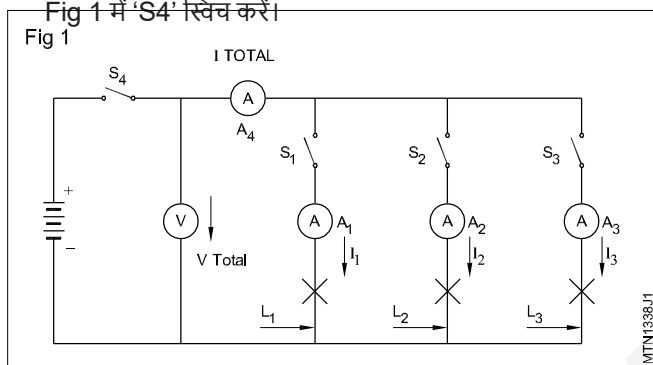 Fig 1 में ‘S4’ स्विच करें।
Fig 1
I TOTAL
S4
A
A4
S1
S2
S3
+
–
V
V Total
A
A1
A
A2
A
A3
I1
I2
I3
L1
L2
L3
MTN1338J1